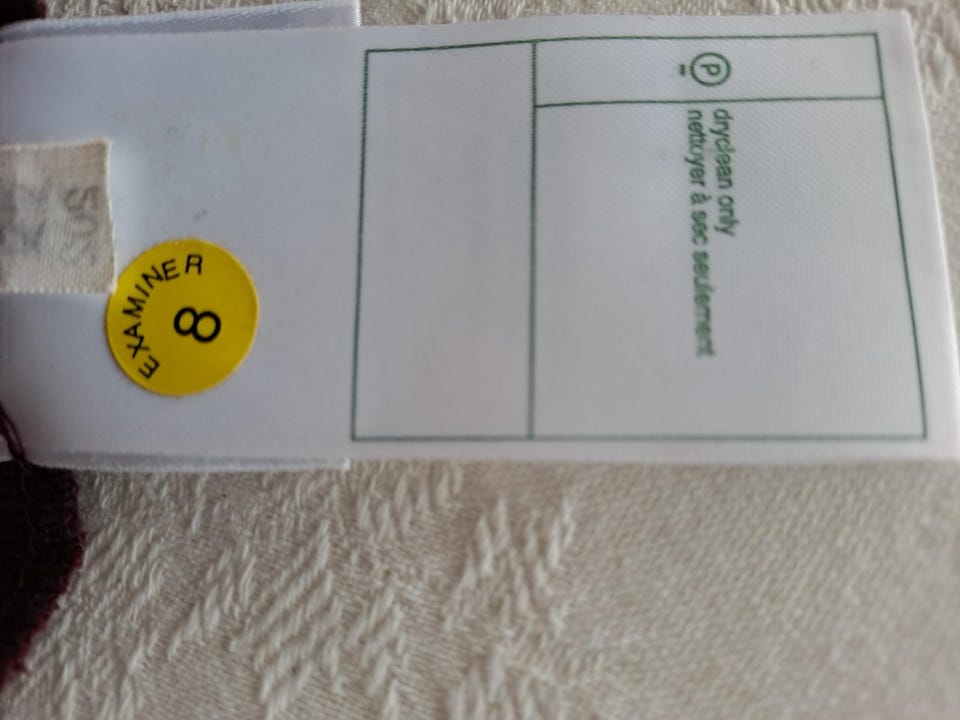 P
dryclean only
nettoyer à sec seulement
EXAMINER
8